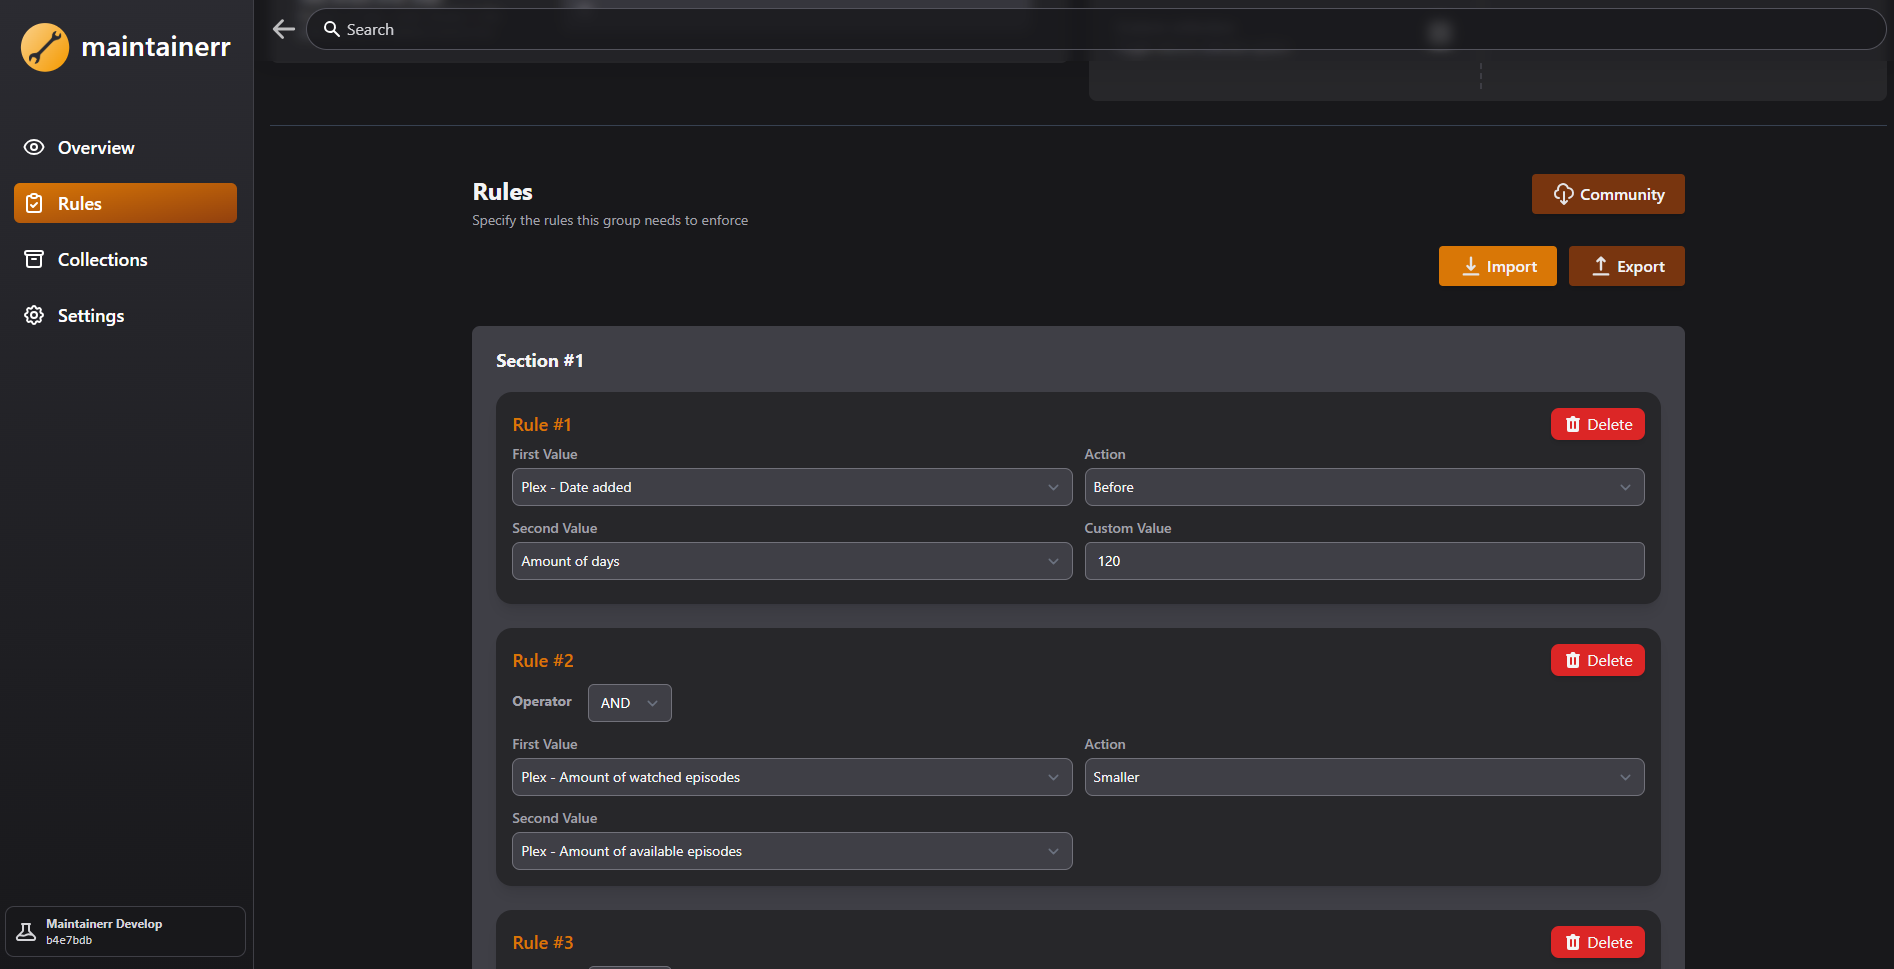 maintainerr
Search
Overview
Rules
Collections
Settings
Rules
Specify the rules this group needs to enforce
Community
Import
Export
Section #1
Rule #1
Delete
First Value
Action
Plex - Date added
Before
Second Value
Custom Value
Amount of days
120
Rule #2
Delete
Operator
AND
First Value
Action
Plex - Amount of watched episodes
Smaller
Second Value
Plex - Amount of available episodes
Rule #3
Delete
Maintainerr Develop
b4e7bdb